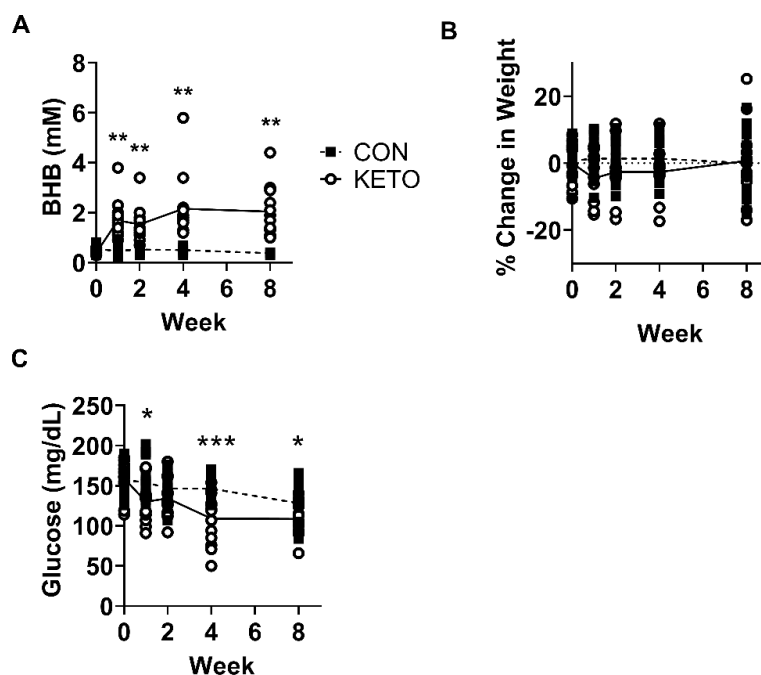 A
BHB (mM)
8
6
4
2
0
**
**
**
**
0 2 4 6 8
Week
CON
KETO
B
% Change in Weight
20
0
-20
0 2 4 6 8
Week
C
Glucose (mg/dL)
250
200
150
100
50
0
*
***
*
0 2 4 6 8
Week